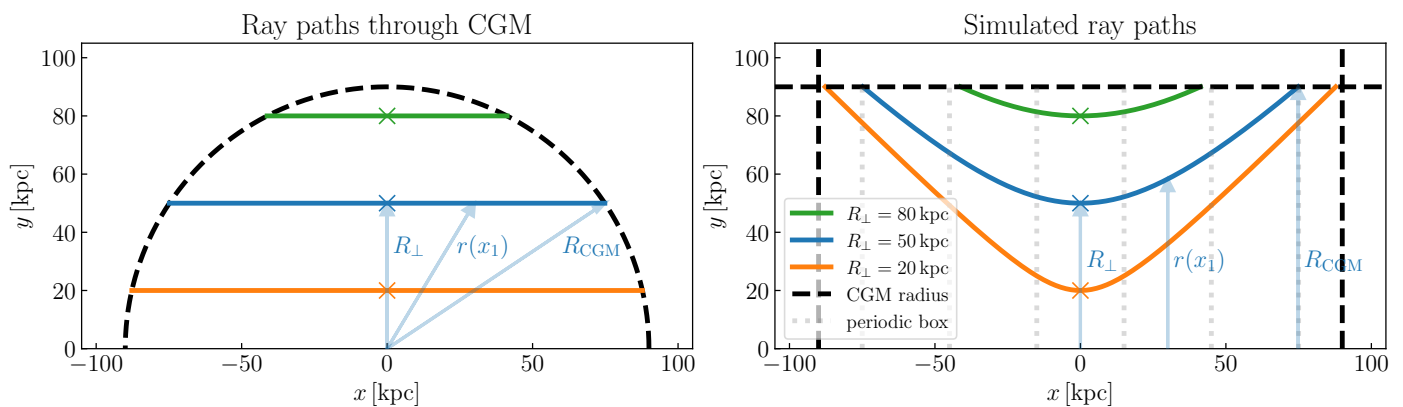 Ray paths through CGM
y [kpc]
100
80
60
40
20
0
R⊥
r(x₁)
R_CGM
−100
−50
0
50
100
x [kpc]
Simulated ray paths
y [kpc]
100
80
60
40
20
0
R⊥ = 80 kpc
R⊥ = 50 kpc
R⊥ = 20 kpc
CGM radius
periodic box
R⊥
r(x₁)
R_CGM
−100
−50
0
50
100
x [kpc]